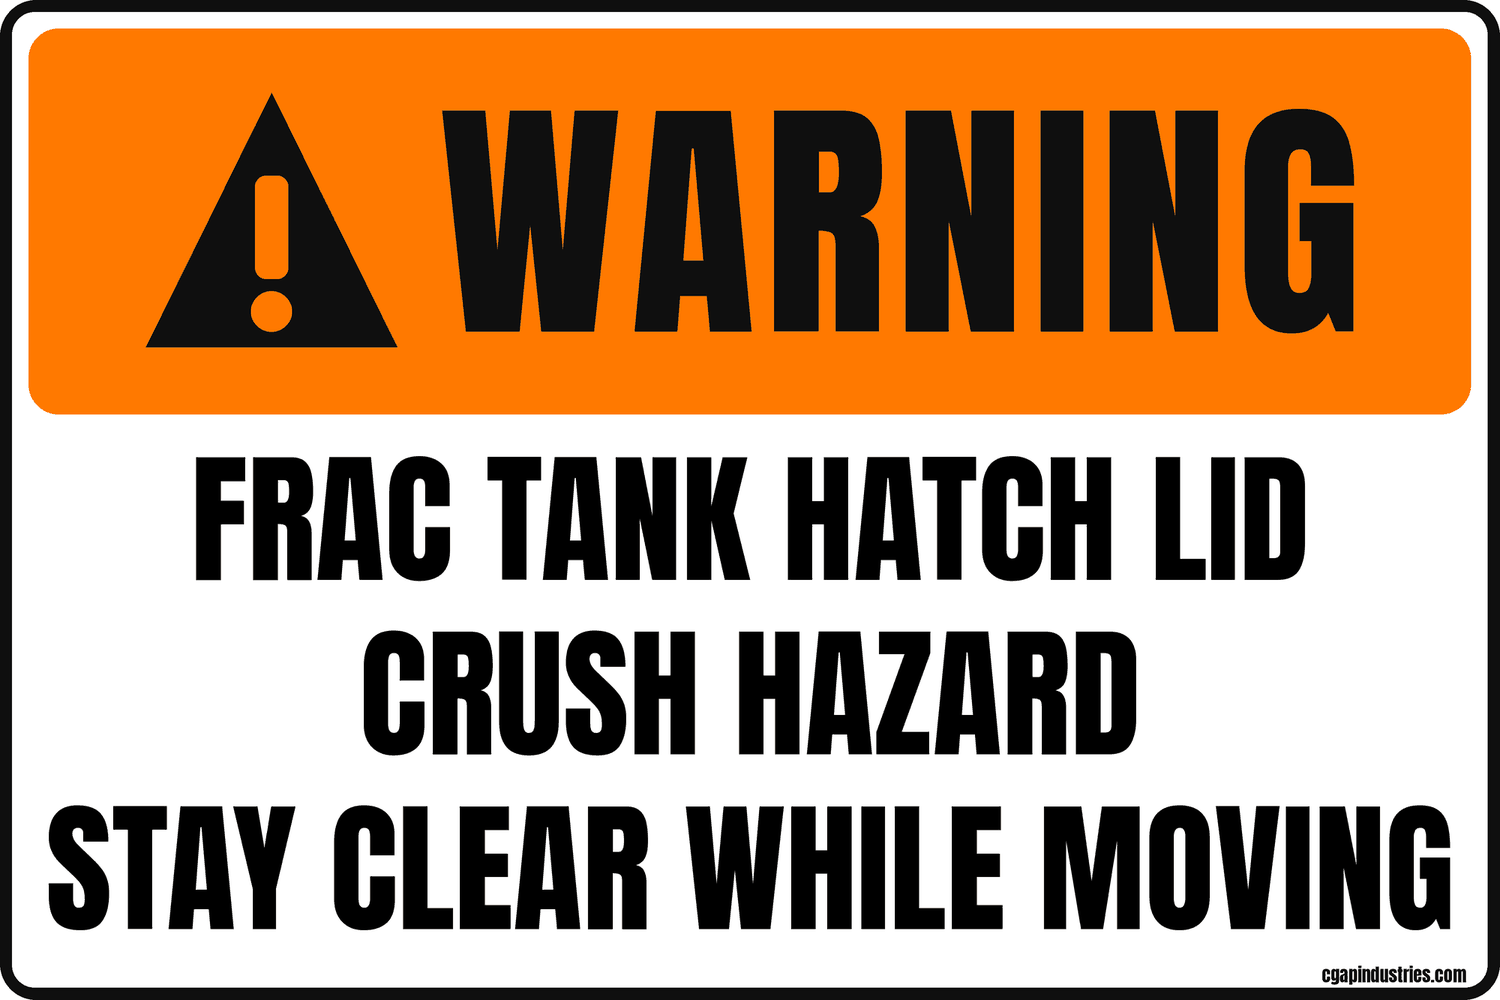 WARNING
FRAC TANK HATCH LID
CRUSH HAZARD
STAY CLEAR WHILE MOVING
cgapindustries.com